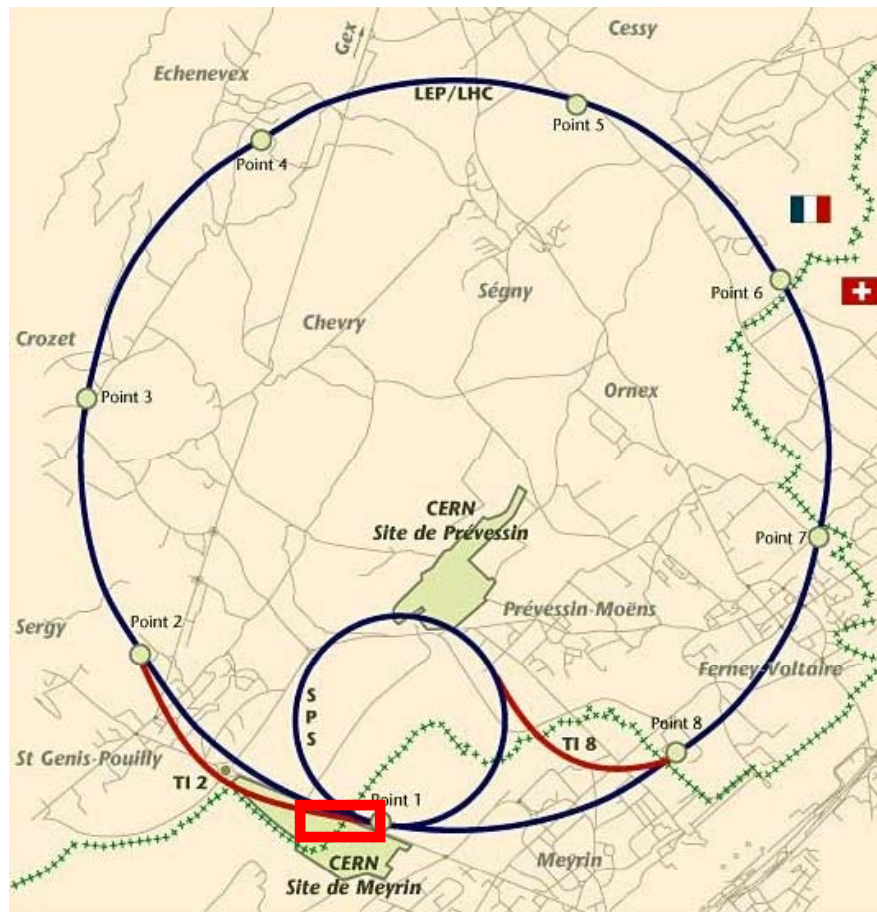 Cessy
Gex
Echenevex
LEP/LHC
Point 5
Point 4
Point 6
Ségny
Chevry
Crozet
Ornex
Point 3
CERN
Site de Prévessin
Point 7
Prévessin-Moëns
Point 2
Sergy
Ferney-Voltaire
S
P
S
Point 8
TI 8
St Genis-Pouilly
TI 2
Point 1
CERN
Site de Meyrin
Meyrin